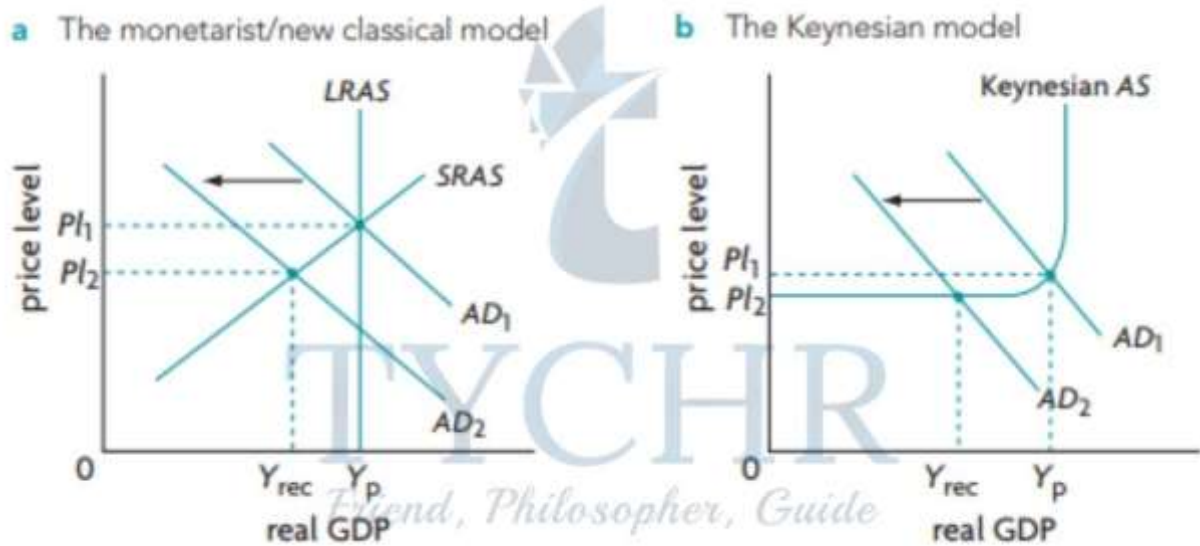 a The monetarist/new classical model
LRAS
SRAS
price level
Pl1
Pl2
AD1
AD2
0
Yrec
Yp
real GDP
b The Keynesian model
Keynesian AS
price level
Pl1
Pl2
AD1
AD2
0
Yrec
Yp
real GDP
TYCHR
Friend, Philosopher, Guide